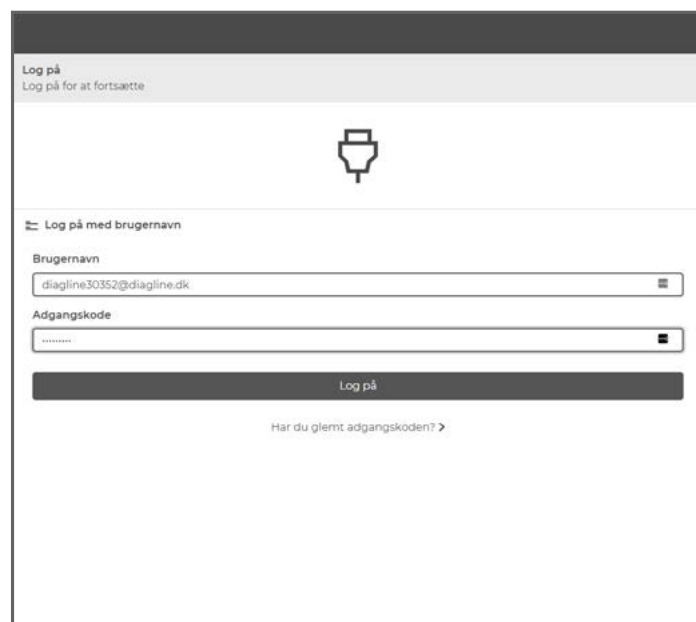 Log på
Log på for at fortsætte
Log på med brugernavn
Brugernavn
diagline30352@diagline.dk
Adgangskode
.........
Log på
Har du glemt adgangskoden?